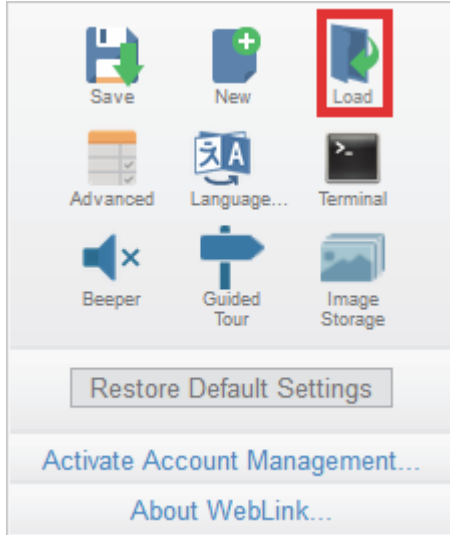 Save New Load
Advanced Language... Terminal
Beeper Guided Tour Image Storage
Restore Default Settings
Activate Account Management...
About WebLink...